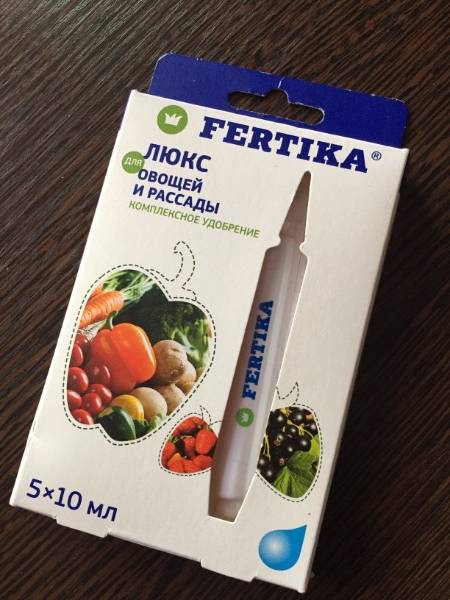 FERTIKA®
ЛЮКС
для
ОВОЩЕЙ
И РАССАДЫ
КОМПЛЕКСНОЕ УДОБРЕНИЕ
FERTIKA
5×10 мл